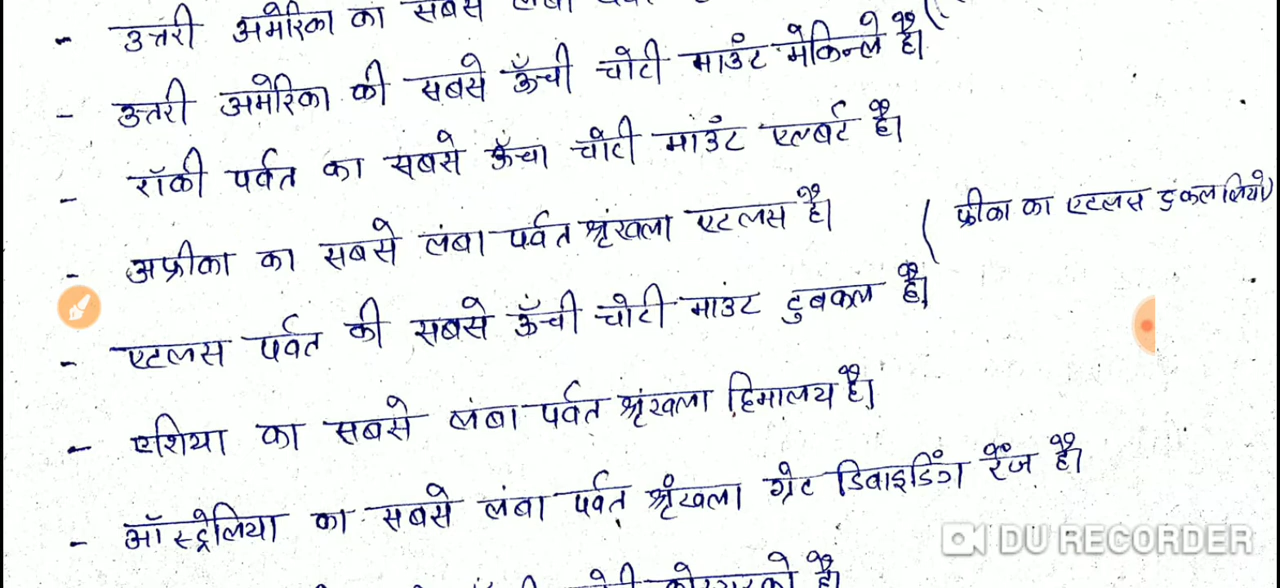 - उत्तरी अमेरिका का सबसे लंबा
- उत्तरी अमेरिका की सबसे ऊँची चोटी माउंट मेकिन्ले है।
- रॉकी पर्वत का सबसे ऊँचा चोटी माउंट एल्बर्ट है।
- अफ्रीका का सबसे लंबा पर्वत श्रृंखला एटलस है। ( फ्रीका का एटलस डुकल लियो)
- एटलस पर्वत की सबसे ऊँची चोटी माउंट टुबकल है।
- एशिया का सबसे लंबा पर्वत श्रृंखला हिमालय है।
- ऑस्ट्रेलिया का सबसे लंबा पर्वत श्रृंखला ग्रेट डिवाइडिंग रेंज है।
DU RECORDER
है।